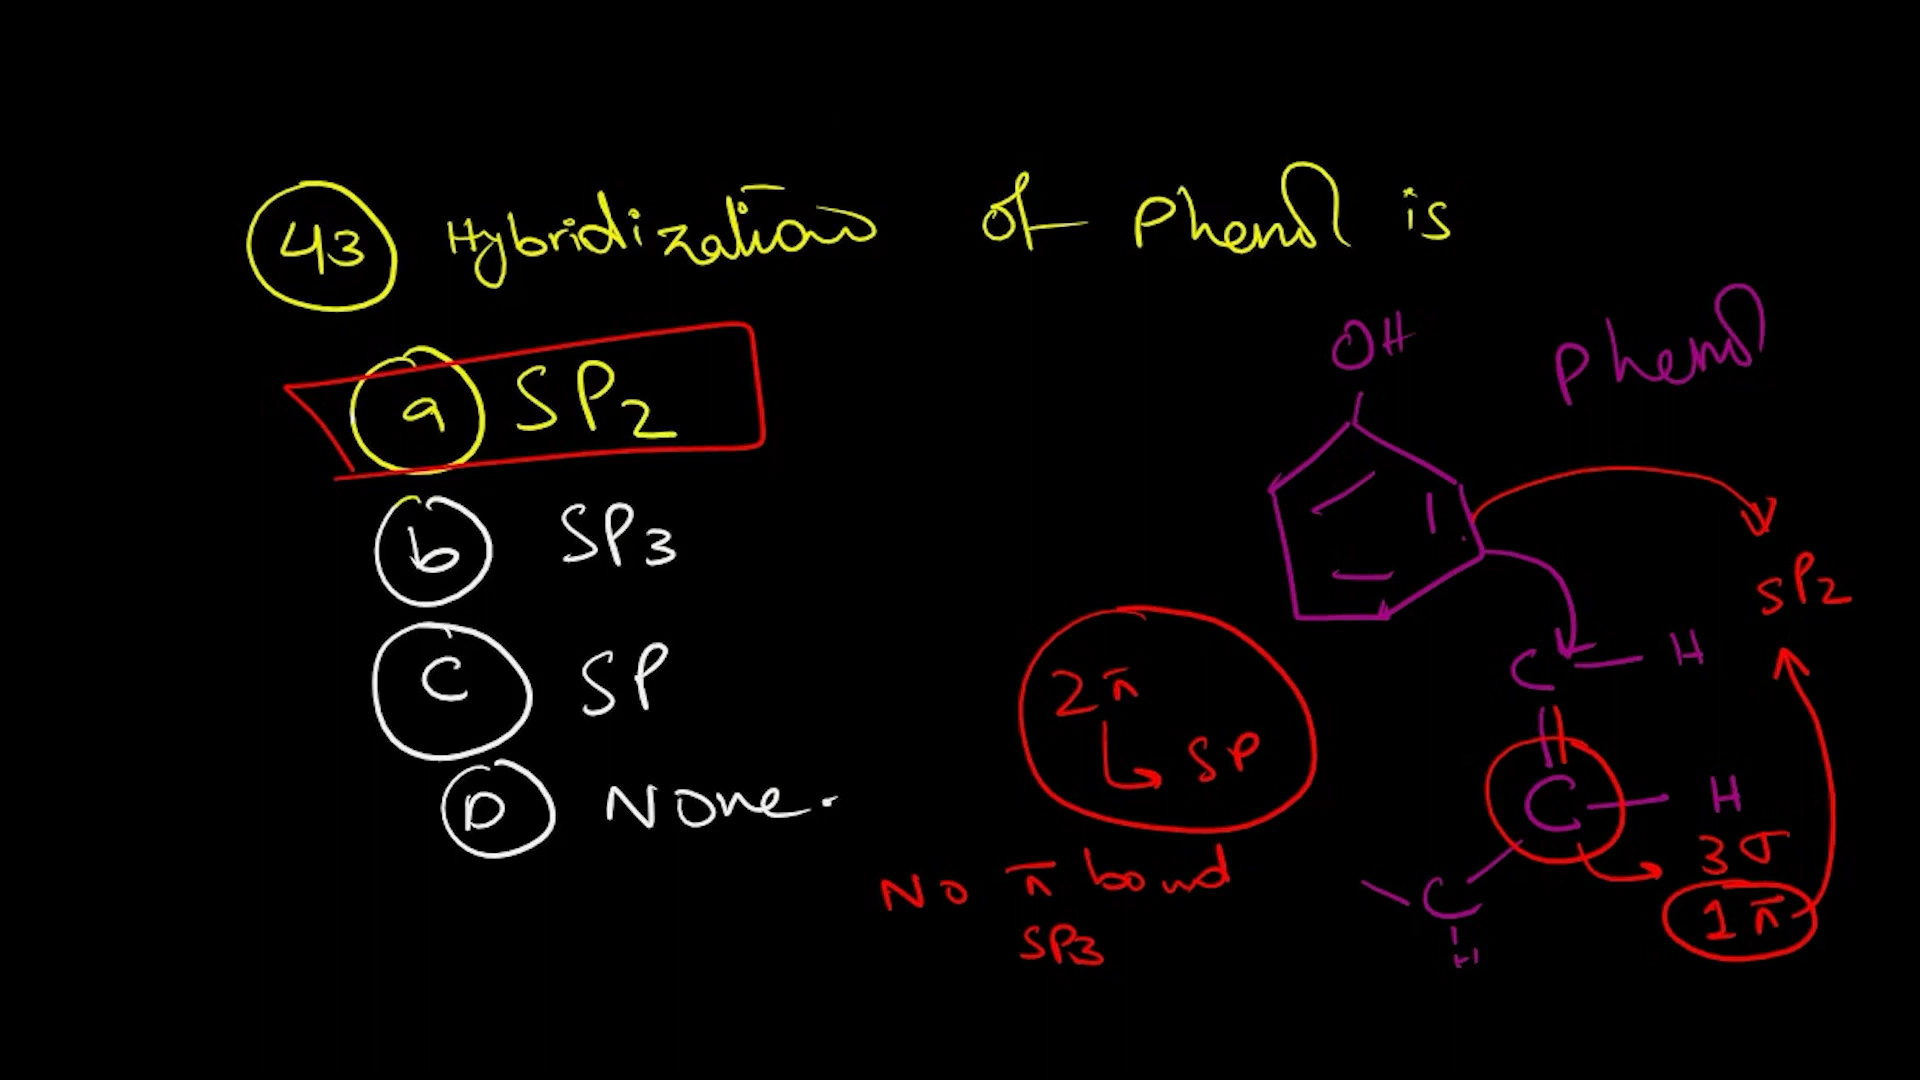 43 Hybridization of Phenol is
a SP2
b SP3
C SP
D None.
OH
Phenol
SP2
C - H
C - H
C
H
3σ
1π
2π
SP
No π bond
SP3